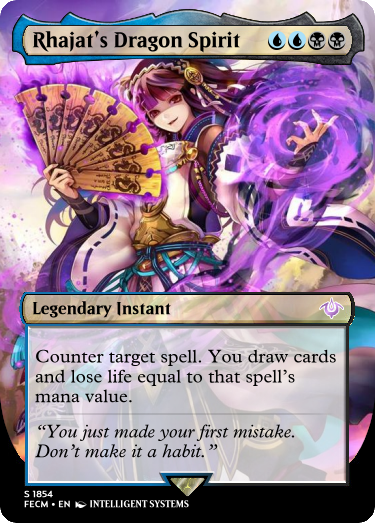 Rhajat's Dragon Spirit
Legendary Instant
Counter target spell. You draw cards
and lose life equal to that spell's
mana value.
“You just made your first mistake.
Don't make it a habit.”
S 1854
FECM • EN INTELLIGENT SYSTEMS